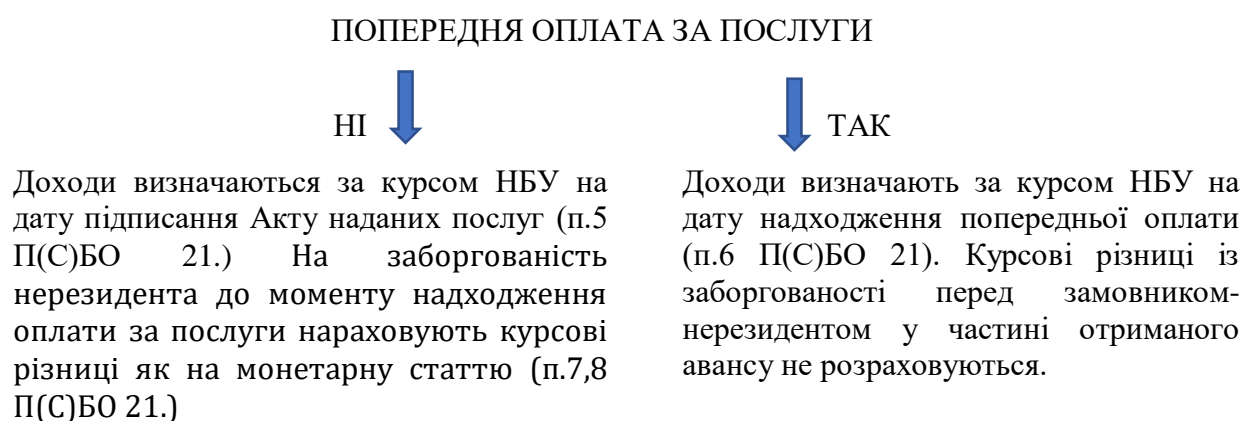 ПОПЕРЕДНЯ ОПЛАТА ЗА ПОСЛУГИ
НІ
Доходи визначаються за курсом НБУ на
дату підписання Акту наданих послуг (п.5
П(С)БО 21.) На заборгованість
нерезидента до моменту надходження
оплати за послуги нараховують курсові
різниці як на монетарну статтю (п.7,8
П(С)БО 21.)
ТАК
Доходи визначають за курсом НБУ на
дату надходження попередньої оплати
(п.6 П(С)БО 21). Курсові різниці із
заборгованості перед замовником-
нерезидентом у частині отриманого
авансу не розраховуються.